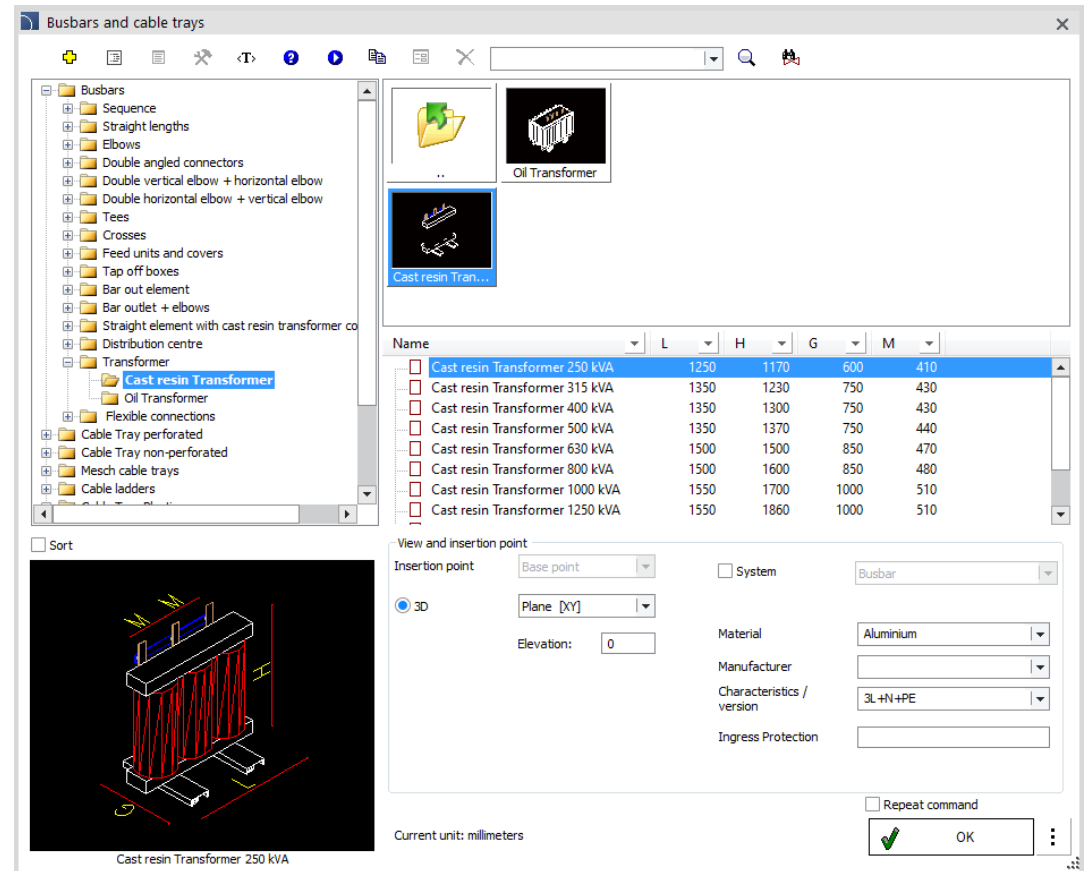 Busbars and cable trays
<T>
Busbars
Sequence
Straight lengths
Elbows
Double angled connectors
Double vertical elbow + horizontal elbow
Double horizontal elbow + vertical elbow
Tees
Crosses
Feed units and covers
Tap off boxes
Bar out element
Bar outlet + elbows
Straight element with cast resin transformer co
Distribution centre
Transformer
Cast resin Transformer
Oil Transformer
Flexible connections
Cable Tray perforated
Cable Tray non-perforated
Mesch cable trays
Cable ladders
..
Oil Transformer
Cast resin Tran...
Name L H G M
Cast resin Transformer 250 kVA 1250 1170 600 410
Cast resin Transformer 315 kVA 1350 1230 750 430
Cast resin Transformer 400 kVA 1350 1300 750 430
Cast resin Transformer 500 kVA 1350 1370 750 440
Cast resin Transformer 630 kVA 1500 1500 850 470
Cast resin Transformer 800 kVA 1500 1600 850 480
Cast resin Transformer 1000 kVA 1550 1700 1000 510
Cast resin Transformer 1250 kVA 1550 1860 1000 510
Sort
M M
H
G
L
Cast resin Transformer 250 kVA
View and insertion point
Insertion point Base point
3D Plane [XY]
Elevation: 0
System Busbar
Material Aluminium
Manufacturer
Characteristics /
version 3L+N+PE
Ingress Protection
Repeat command
Current unit: millimeters
OK